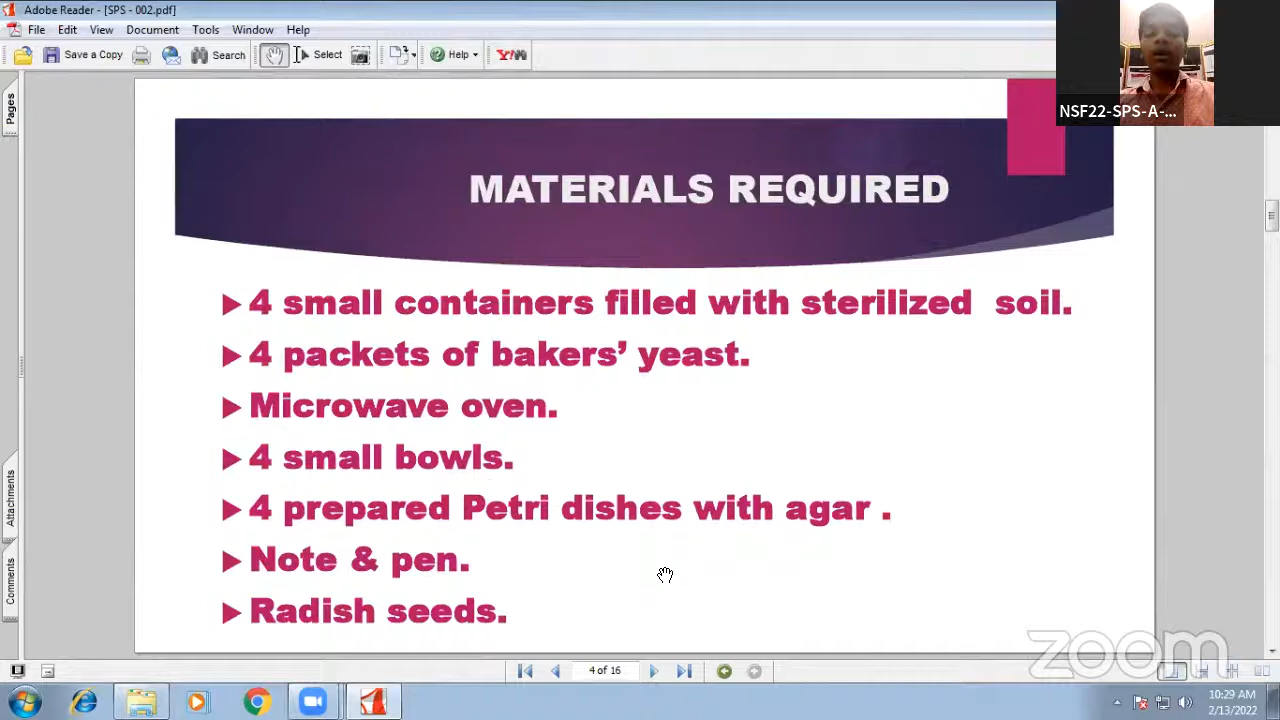 Adobe Reader - [SPS - 002.pdf]
File Edit View Document Tools Window Help
Save a Copy Search Select Help Y!
NSF22-SPS-A-...
Pages
MATERIALS REQUIRED
4 small containers filled with sterilized soil.
4 packets of bakers’ yeast.
Microwave oven.
4 small bowls.
4 prepared Petri dishes with agar .
Note & pen.
Radish seeds.
Attachments
Comments
zoom
4 of 16
10:29 AM
2/13/2022